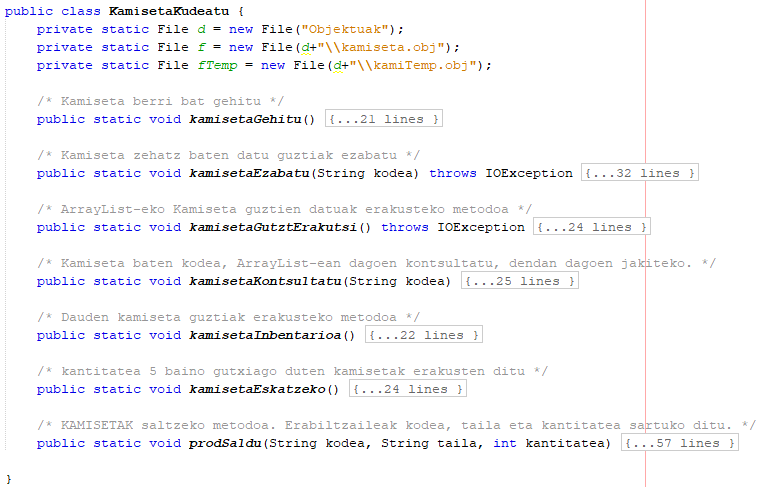 public class KamisetaKudeatu {
    private static File d = new File("Objektuak");
    private static File f = new File(d+"\\kamiseta.obj");
    private static File fTemp = new File(d+"\\kamiTemp.obj");
    /* Kamiseta berri bat gehitu */
    public static void kamisetaGehitu() {...21 lines }
    /* Kamiseta zehatz baten datu guztiak ezabatu */
    public static void kamisetaEzabatu(String kodea) throws IOException {...32 lines }
    /* ArrayList-eko Kamiseta guztien datuak erakusteko metodoa */
    public static void kamisetaGutztErakutsi() throws IOException {...24 lines }
    /* Kamiseta baten kodea, ArrayList-ean dagoen kontsultatu, dendan dagoen jakiteko. */
    public static void kamisetaKontsultatu(String kodea) {...25 lines }
    /* Dauden kamiseta guztiak erakusteko metodoa */
    public static void kamisetaInbentarioa() {...22 lines }
    /* kantitatea 5 baino gutxiago duten kamisetak erakusten ditu */
    public static void kamisetaEskatzeko() {...24 lines }
    /* KAMISETAK saltzeko metodoa. Erabiltzaileak kodea, taila eta kantitatea sartuko ditu. */
    public static void prodSaldu(String kodea, String taila, int kantitatea) {...57 lines }
}